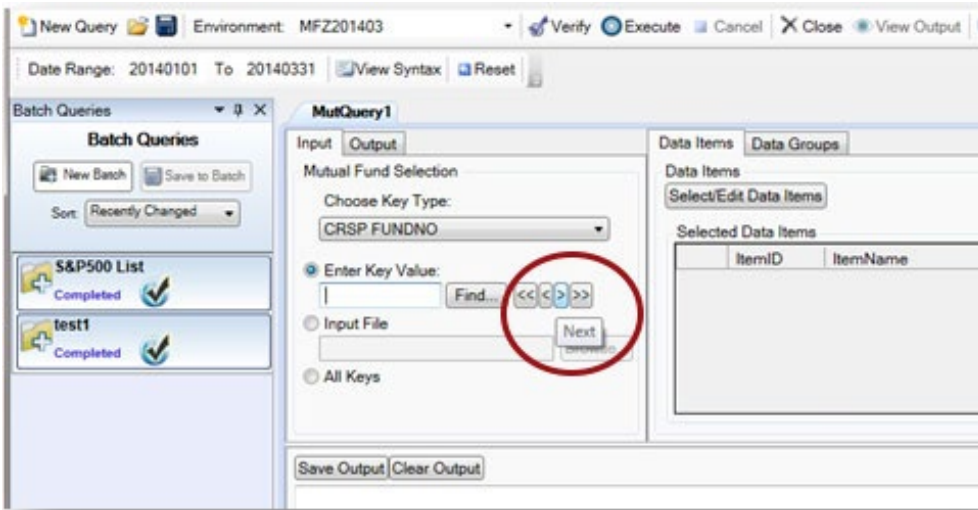 New Query Environment: MFZ201403 Verify Execute Cancel Close View Output
Date Range: 20140101 To 20140331 View Syntax Reset
Batch Queries
Batch Queries
New Batch Save to Batch
Sort: Recently Changed
S&P500 List
Completed
test1
Completed
MutQuery1
Input Output
Mutual Fund Selection
Choose Key Type:
CRSP FUNDNO
Enter Key Value:
Find... << < > >>
Next
Input File
Browse...
All Keys
Data Items Data Groups
Data Items
Select/Edit Data Items
Selected Data Items
ItemID ItemName
Save Output Clear Output